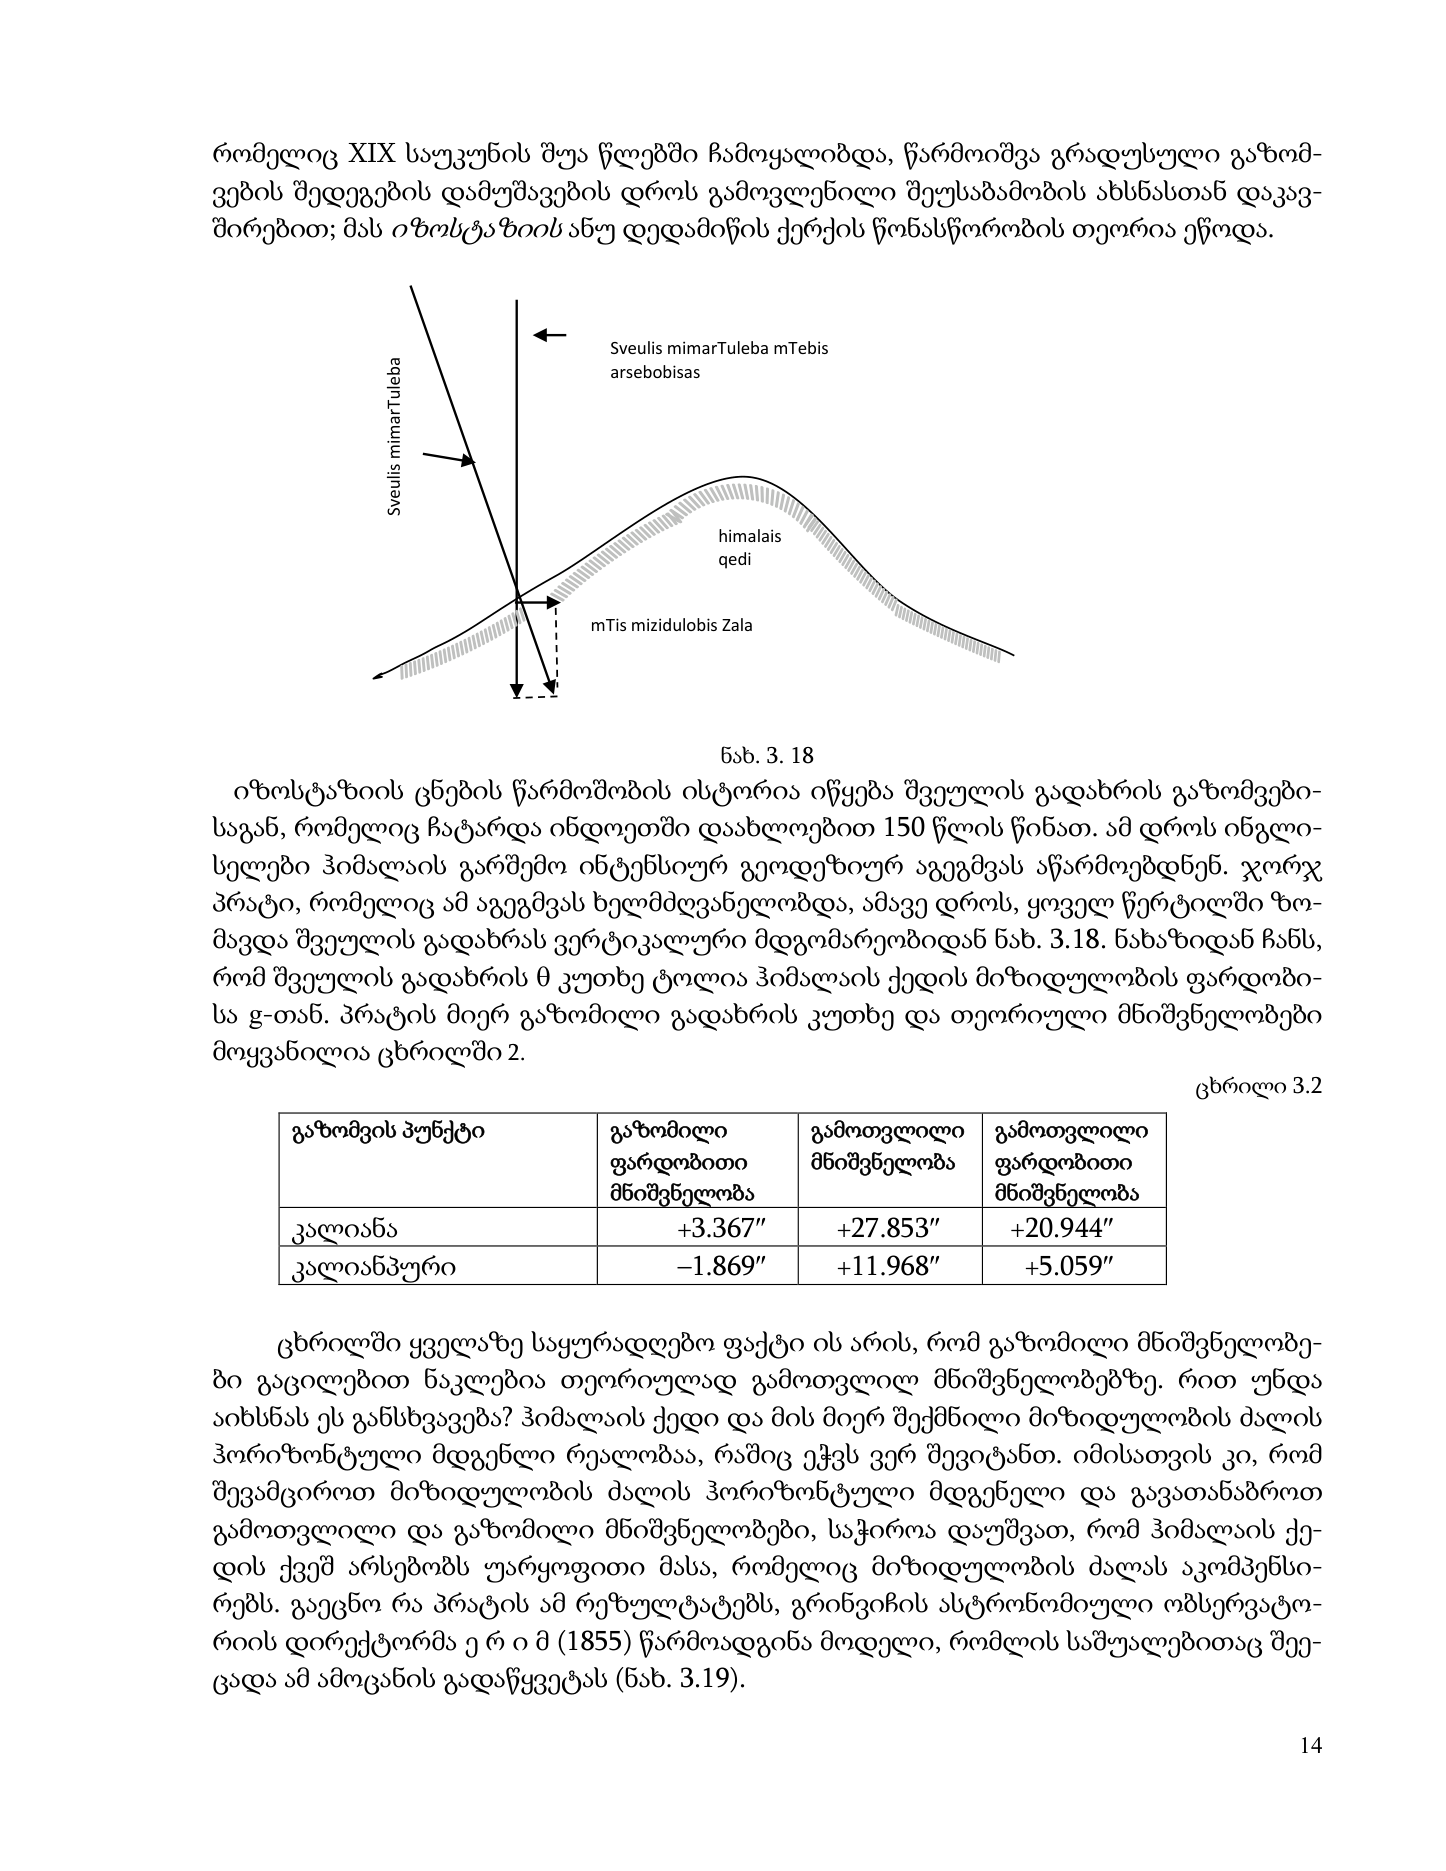 რომელიც XIX საუკუნის შუა წლებში ჩამოყალიბდა, წარმოიშვა გრადუსული გაზომ-
ვების შედეგების დამუშავების დროს გამოვლენილი შეუსაბამობის ახსნასთან დაკავ-
შირებით; მას იზოსტაზიის ანუ დედამიწის ქერქის წონასწორობის თეორია ეწოდა.
Sveulis mimarTuleba
Sveulis mimarTuleba mTebis
arsebobisas
himalais
qedi
mTis mizidulobis Zala
ნახ. 3. 18
იზოსტაზიის ცნების წარმოშობის ისტორია იწყება შვეულის გადახრის გაზომვები-
საგან, რომელიც ჩატარდა ინდოეთში დაახლოებით 150 წლის წინათ. ამ დროს ინგლი-
სელები ჰიმალაის გარშემო ინტენსიურ გეოდეზიურ აგეგმვას აწარმოებდნენ. ჯორჯ
პრატი, რომელიც ამ აგეგმვას ხელმძღვანელობდა, ამავე დროს, ყოველ წერტილში ზო-
მავდა შვეულის გადახრას ვერტიკალური მდგომარეობიდან ნახ. 3.18. ნახაზიდან ჩანს,
რომ შვეულის გადახრის θ კუთხე ტოლია ჰიმალაის ქედის მიზიდულობის ფარდობი-
სა g-თან. პრატის მიერ გაზომილი გადახრის კუთხე და თეორიული მნიშვნელობები
მოყვანილია ცხრილში 2.
ცხრილი 3.2
გაზომვის პუნქტი გაზომილი გამოთვლილი გამოთვლილი
ფარდობითი მნიშვნელობა ფარდობითი
მნიშვნელობა მნიშვნელობა
კალიანა +3.367″ +27.853″ +20.944″
კალიანპური –1.869″ +11.968″ +5.059″
ცხრილში ყველაზე საყურადღებო ფაქტი ის არის, რომ გაზომილი მნიშვნელობე-
ბი გაცილებით ნაკლებია თეორიულად გამოთვლილ მნიშვნელობებზე. რით უნდა
აიხსნას ეს განსხვავება? ჰიმალაის ქედი და მის მიერ შექმნილი მიზიდულობის ძალის
ჰორიზონტული მდგენლი რეალობაა, რაშიც ეჭვს ვერ შევიტანთ. იმისათვის კი, რომ
შევამციროთ მიზიდულობის ძალის ჰორიზონტული მდგენელი და გავათანაბროთ
გამოთვლილი და გაზომილი მნიშვნელობები, საჭიროა დაუშვათ, რომ ჰიმალაის ქე-
დის ქვეშ არსებობს უარყოფითი მასა, რომელიც მიზიდულობის ძალას აკომპენსი-
რებს. გაეცნო რა პრატის ამ რეზულტატებს, გრინვიჩის ასტრონომიული ობსერვატო-
რიის დირექტორმა ე რ ი მ (1855) წარმოადგინა მოდელი, რომლის საშუალებითაც შეე-
ცადა ამ ამოცანის გადაწყვეტას (ნახ. 3.19).
14